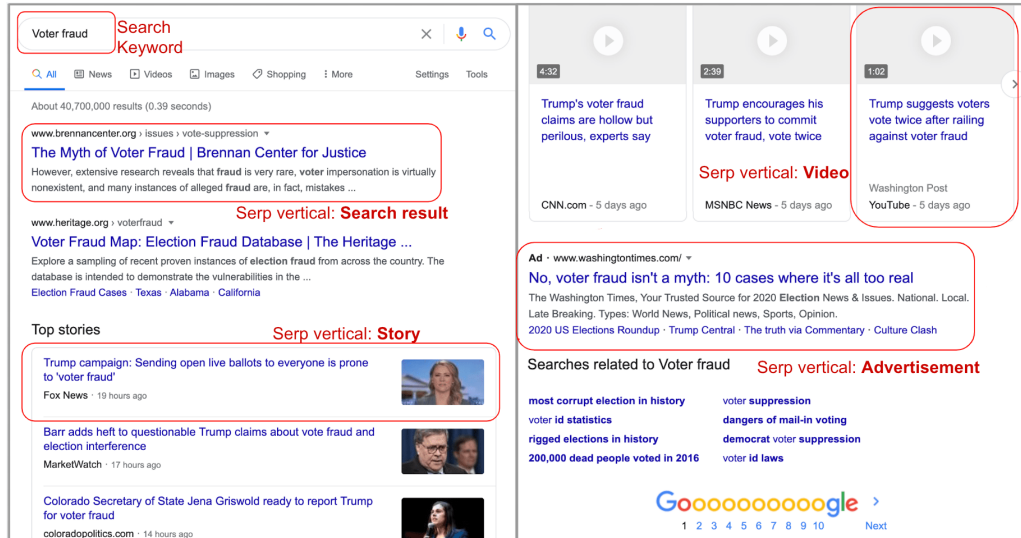 Voter fraud
Search
Keyword
All News Videos Images Shopping More Settings Tools
About 40,700,000 results (0.39 seconds)
www.brennancenter.org › issues › vote-suppression
The Myth of Voter Fraud | Brennan Center for Justice
However, extensive research reveals that fraud is very rare, voter impersonation is virtually
nonexistent, and many instances of alleged fraud are, in fact, mistakes ...
Serp vertical: Search result
www.heritage.org › voterfraud
Voter Fraud Map: Election Fraud Database | The Heritage ...
Explore a sampling of recent proven instances of election fraud from across the country. The
database is intended to demonstrate the vulnerabilities in the ...
Election Fraud Cases · Texas · Alabama · California
Top stories
Serp vertical: Story
Trump campaign: Sending open live ballots to everyone is prone
to 'voter fraud'
Fox News · 19 hours ago
Barr adds heft to questionable Trump claims about vote fraud and
election interference
MarketWatch · 17 hours ago
Colorado Secretary of State Jena Griswold ready to report Trump
for voter fraud
coloradopolitics.com · 14 hours ago
4:32
Trump's voter fraud
claims are hollow but
perilous, experts say
CNN.com - 5 days ago
2:39
Trump encourages his
supporters to commit
voter fraud, vote twice
MSNBC News - 5 days ago
1:02
Trump suggests voters
vote twice after railing
against voter fraud
Serp vertical: Video
Washington Post
YouTube - 5 days ago
Ad · www.washingtontimes.com/
No, voter fraud isn't a myth: 10 cases where it's all too real
The Washington Times, Your Trusted Source for 2020 Election News & Issues. National. Local.
Late Breaking. Types: World News, Political news, Sports, Opinion.
2020 US Elections Roundup · Trump Central · The truth via Commentary · Culture Clash
Searches related to Voter fraud
Serp vertical: Advertisement
most corrupt election in history
voter id statistics
rigged elections in history
200,000 dead people voted in 2016
voter suppression
dangers of mail-in voting
democrat voter suppression
voter id laws
Goooooooooogle
1 2 3 4 5 6 7 8 9 10 Next